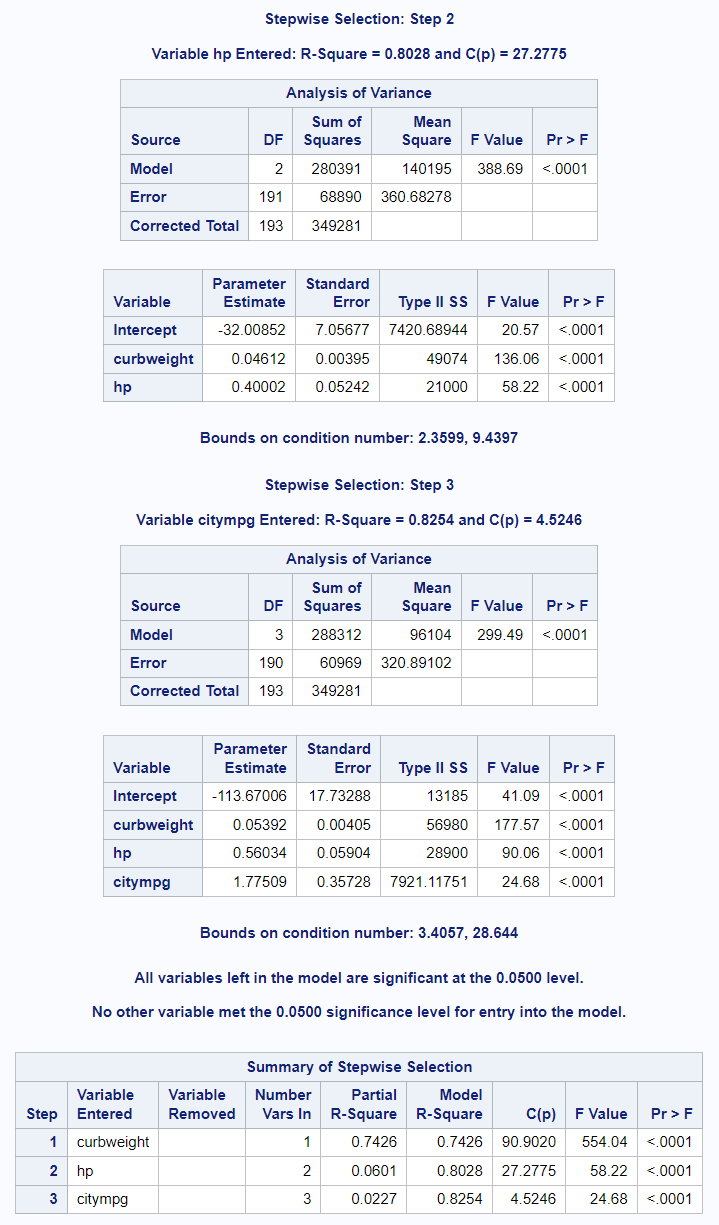 Stepwise Selection: Step 2
Variable hp Entered: R-Square = 0.8028 and C(p) = 27.2775
Analysis of Variance
Source DF Sum of Squares Mean Square F Value Pr > F
Model 2 280391 140195 388.69 <.0001
Error 191 68890 360.68278
Corrected Total 193 349281
Variable Parameter Estimate Standard Error Type II SS F Value Pr > F
Intercept -32.00852 7.05677 7420.68944 20.57 <.0001
curbweight 0.04612 0.00395 49074 136.06 <.0001
hp 0.40002 0.05242 21000 58.22 <.0001
Bounds on condition number: 2.3599, 9.4397
Stepwise Selection: Step 3
Variable citympg Entered: R-Square = 0.8254 and C(p) = 4.5246
Analysis of Variance
Source DF Sum of Squares Mean Square F Value Pr > F
Model 3 288312 96104 299.49 <.0001
Error 190 60969 320.89102
Corrected Total 193 349281
Variable Parameter Estimate Standard Error Type II SS F Value Pr > F
Intercept -113.67006 17.73288 13185 41.09 <.0001
curbweight 0.05392 0.00405 56980 177.57 <.0001
hp 0.56034 0.05904 28900 90.06 <.0001
citympg 1.77509 0.35728 7921.11751 24.68 <.0001
Bounds on condition number: 3.4057, 28.644
All variables left in the model are significant at the 0.0500 level.
No other variable met the 0.0500 significance level for entry into the model.
Summary of Stepwise Selection
Step Variable Entered Variable Removed Number Vars In Partial R-Square Model R-Square C(p) F Value Pr > F
1 curbweight 1 0.7426 0.7426 90.9020 554.04 <.0001
2 hp 2 0.0601 0.8028 27.2775 58.22 <.0001
3 citympg 3 0.0227 0.8254 4.5246 24.68 <.0001